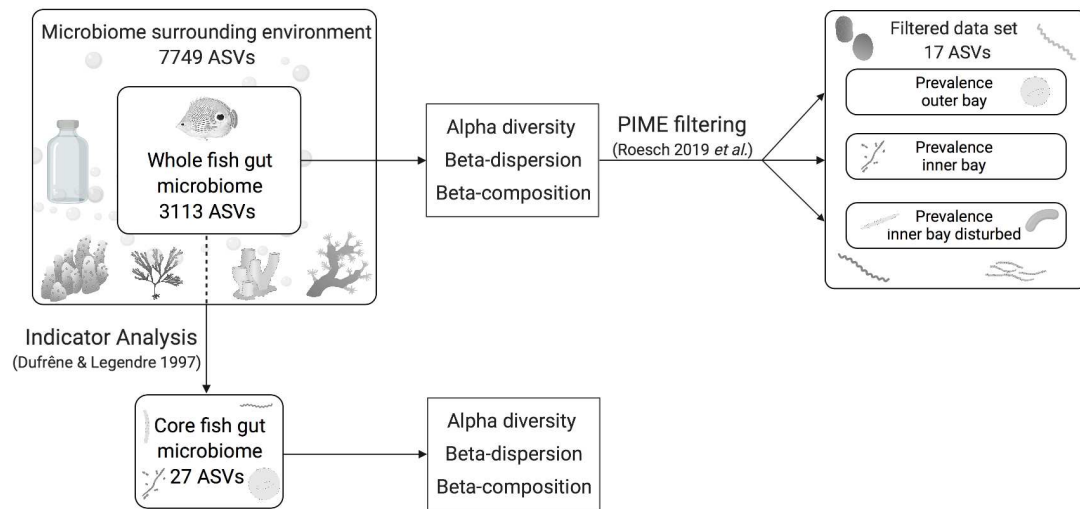 Microbiome surrounding environment
7749 ASVs
Whole fish gut
microbiome
3113 ASVs
Alpha diversity
Beta-dispersion
Beta-composition
PIME filtering
(Roesch 2019 et al.)
Filtered data set
17 ASVs
Prevalence
outer bay
Prevalence
inner bay
Prevalence
inner bay disturbed
Indicator Analysis
(Dufrêne & Legendre 1997)
Core fish gut
microbiome
27 ASVs
Alpha diversity
Beta-dispersion
Beta-composition